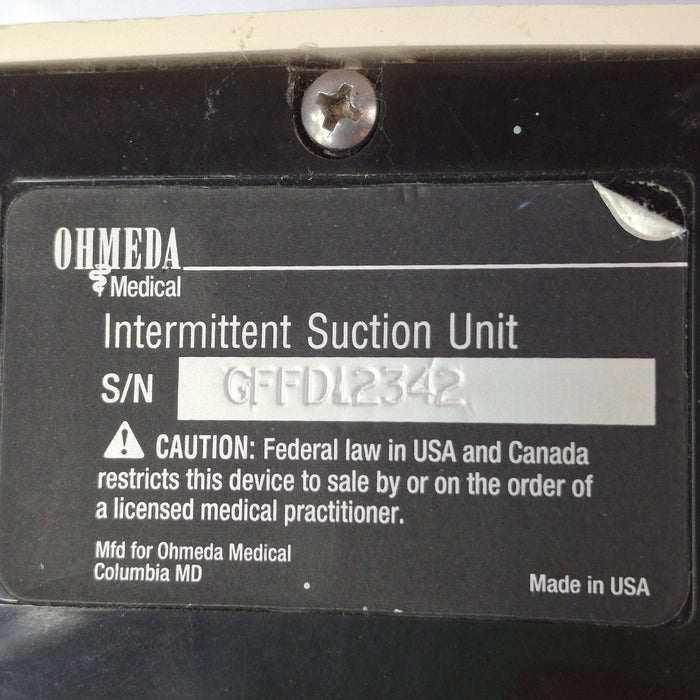 OHMEDA
Medical
Intermittent Suction Unit
S/N GFFD12342
CAUTION: Federal law in USA and Canada
restricts this device to sale by or on the order of
a licensed medical practitioner.
Mfd for Ohmeda Medical
Columbia MD
Made in USA